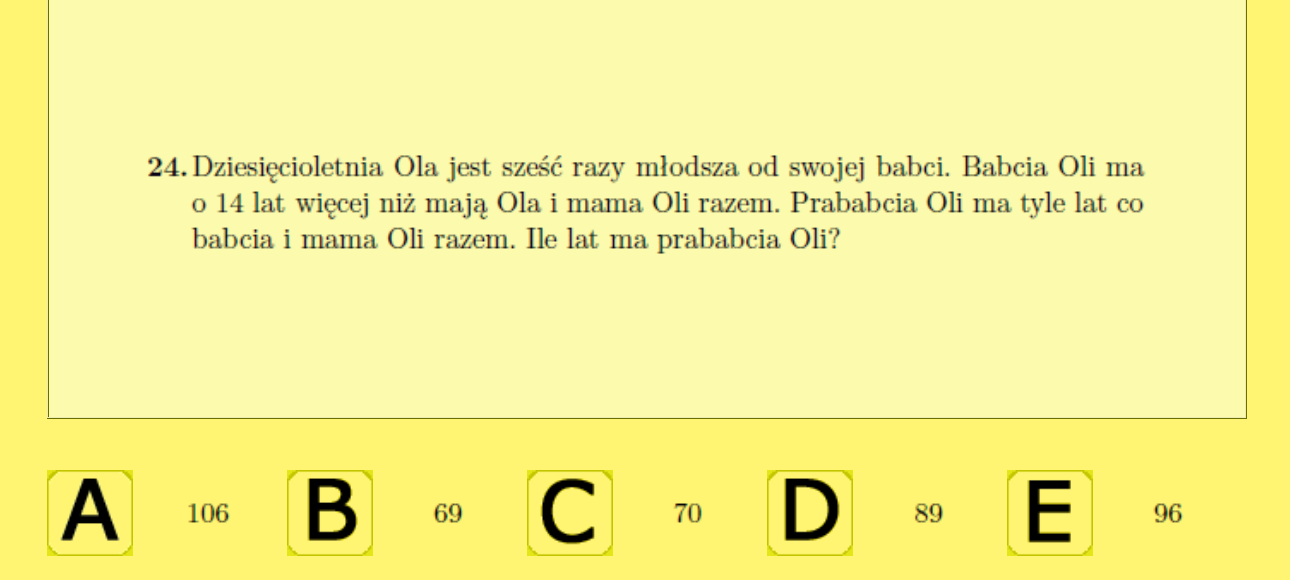 24. Dziesięcioletnia Ola jest sześć razy młodsza od swojej babci. Babcia Oli ma
o 14 lat więcej niż mają Ola i mama Oli razem. Prababcia Oli ma tyle lat co
babcia i mama Oli razem. Ile lat ma prababcia Oli?
A 106 B 69 C 70 D 89 E 96